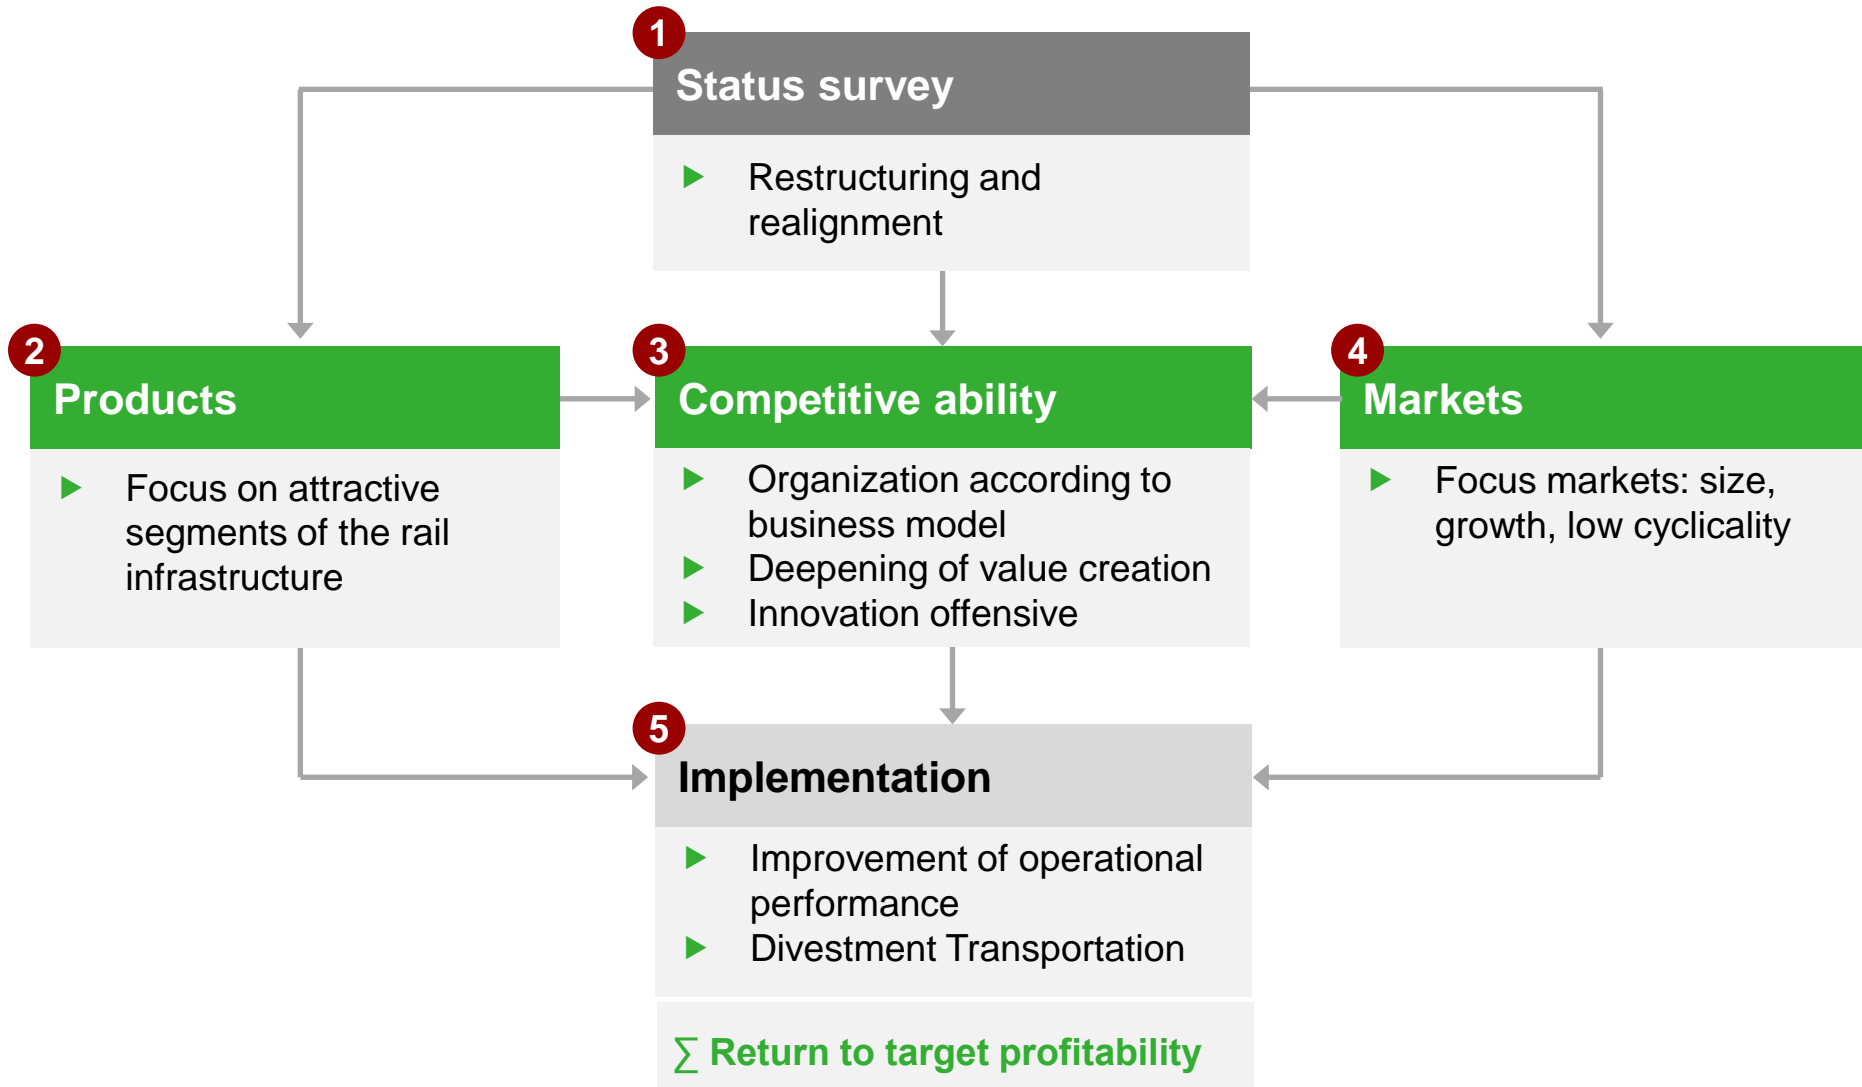 1
Status survey
Restructuring and
realignment
2
Products
Focus on attractive
segments of the rail
infrastructure
3
Competitive ability
Organization according to
business model
Deepening of value creation
Innovation offensive
4
Markets
Focus markets: size,
growth, low cyclicality
5
Implementation
Improvement of operational
performance
Divestment Transportation
∑ Return to target profitability